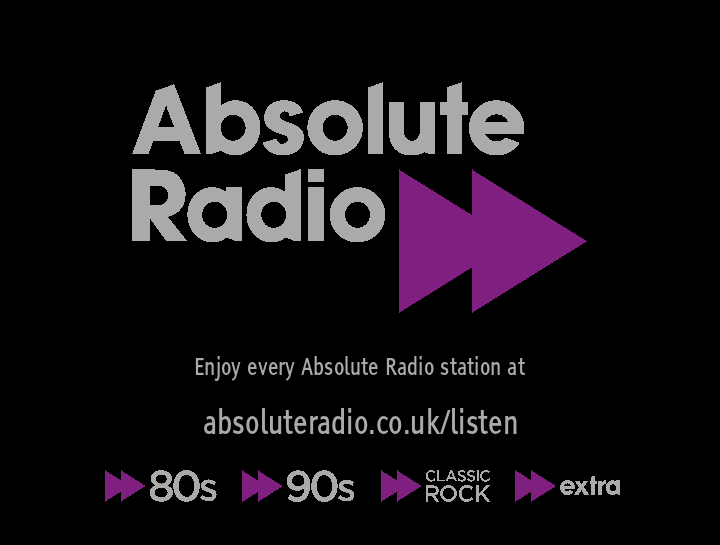 Absolute
Radio
Enjoy every Absolute Radio station at
absoluteradio.co.uk/listen
80s 90s CLASSIC ROCK extra